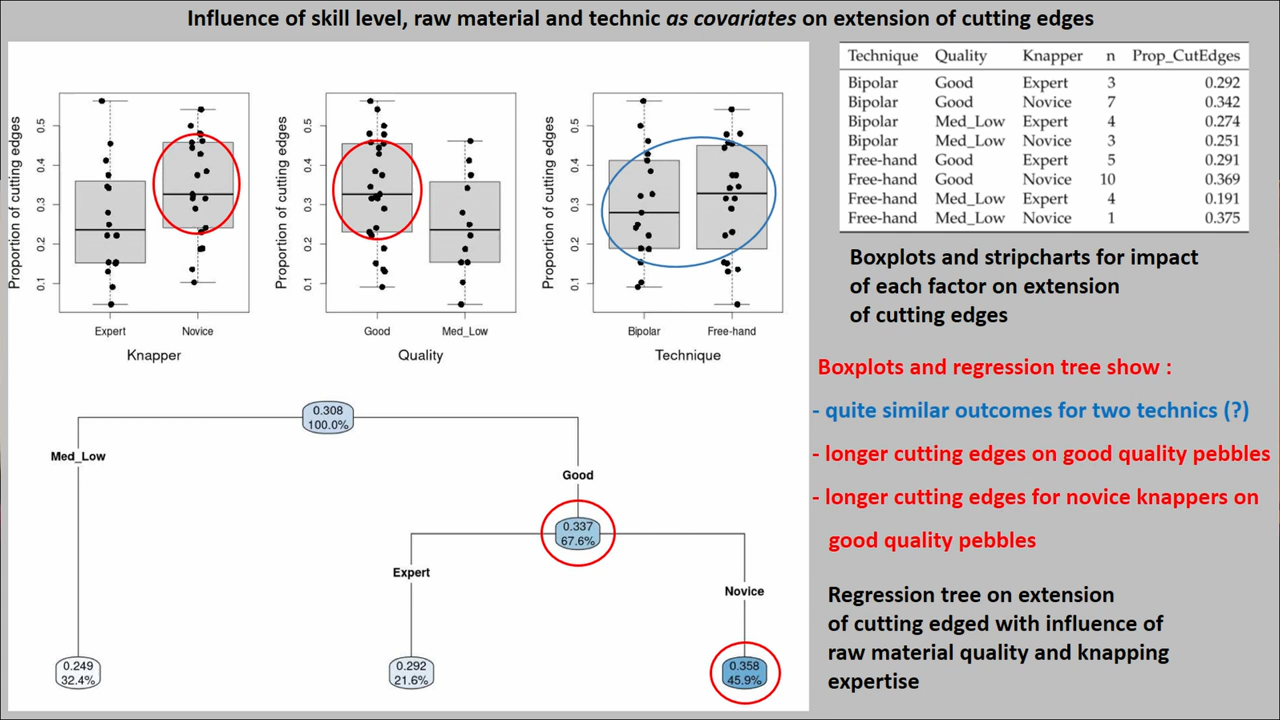 Influence of skill level, raw material and technic as covariates on extension of cutting edges
Proportion of cutting edges
0.1 0.2 0.3 0.4 0.5
Expert Novice
Knapper
Proportion of cutting edges
0.1 0.2 0.3 0.4 0.5
Good Med_Low
Quality
Proportion of cutting edges
0.1 0.2 0.3 0.4 0.5
Bipolar Free-hand
Technique
Technique Quality Knapper n Prop_CutEdges
Bipolar Good Expert 3 0.292
Bipolar Good Novice 7 0.342
Bipolar Med_Low Expert 4 0.274
Bipolar Med_Low Novice 3 0.251
Free-hand Good Expert 5 0.291
Free-hand Good Novice 10 0.369
Free-hand Med_Low Expert 4 0.191
Free-hand Med_Low Novice 1 0.375
Boxplots and stripcharts for impact
of each factor on extension
of cutting edges
Boxplots and regression tree show :
- quite similar outcomes for two technics (?)
- longer cutting edges on good quality pebbles
- longer cutting edges for novice knappers on
good quality pebbles
0.308
100.0%
Med_Low
Good
0.337
67.6%
Expert
Novice
0.249
32.4%
0.292
21.6%
0.358
45.9%
Regression tree on extension
of cutting edged with influence of
raw material quality and knapping
expertise